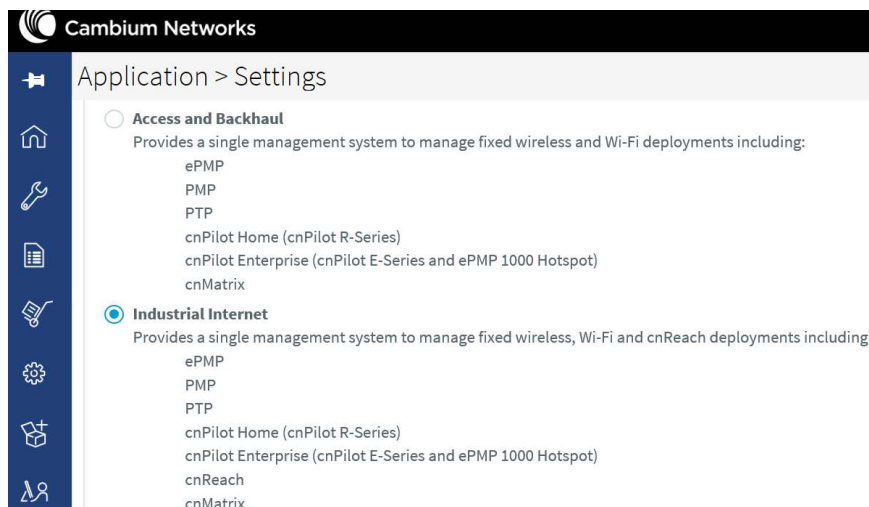 Cambium Networks
Application > Settings
Access and Backhaul
Provides a single management system to manage fixed wireless and Wi-Fi deployments including:
ePMP
PMP
PTP
cnPilot Home (cnPilot R-Series)
cnPilot Enterprise (cnPilot E-Series and ePMP 1000 Hotspot)
cnMatrix
Industrial Internet
Provides a single management system to manage fixed wireless, Wi-Fi and cnReach deployments including
ePMP
PMP
PTP
cnPilot Home (cnPilot R-Series)
cnPilot Enterprise (cnPilot E-Series and ePMP 1000 Hotspot)
cnReach
cnMatrix